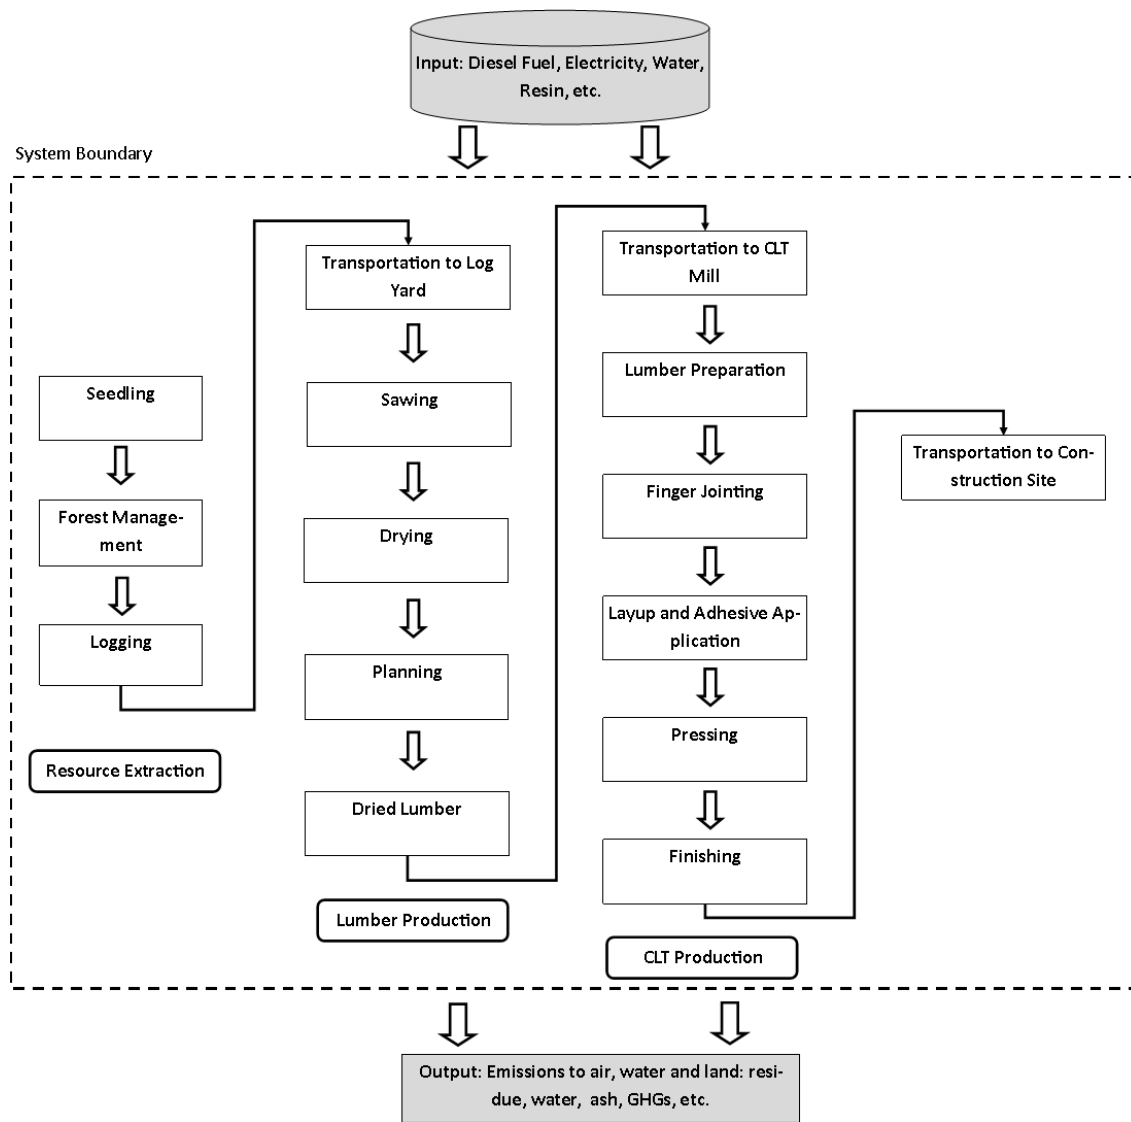 Input: Diesel Fuel, Electricity, Water,
Resin, etc.
System Boundary
Seedling
Forest Manage-
ment
Logging
Resource Extraction
Transportation to Log
Yard
Sawing
Drying
Planning
Dried Lumber
Lumber Production
Transportation to CLT
Mill
Lumber Preparation
Finger Jointing
Layup and Adhesive Ap-
plication
Pressing
Finishing
CLT Production
Transportation to Con-
struction Site
Output: Emissions to air, water and land: resi-
due, water, ash, GHGs, etc.